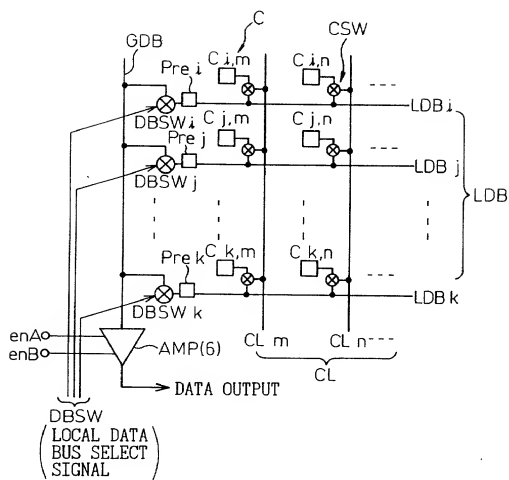 C
GDB
C i,m
C i,n
CSW
Pre i
LDB i
DBSW i
C j,m
C j,n
Pre j
LDB j
DBSW j
LDB
C k,m
C k,n
Pre k
LDB k
DBSW k
enA
enB
AMP(6)
CL m
CL n
CL
DATA OUTPUT
DBSW
(LOCAL DATA
BUS SELECT
SIGNAL)